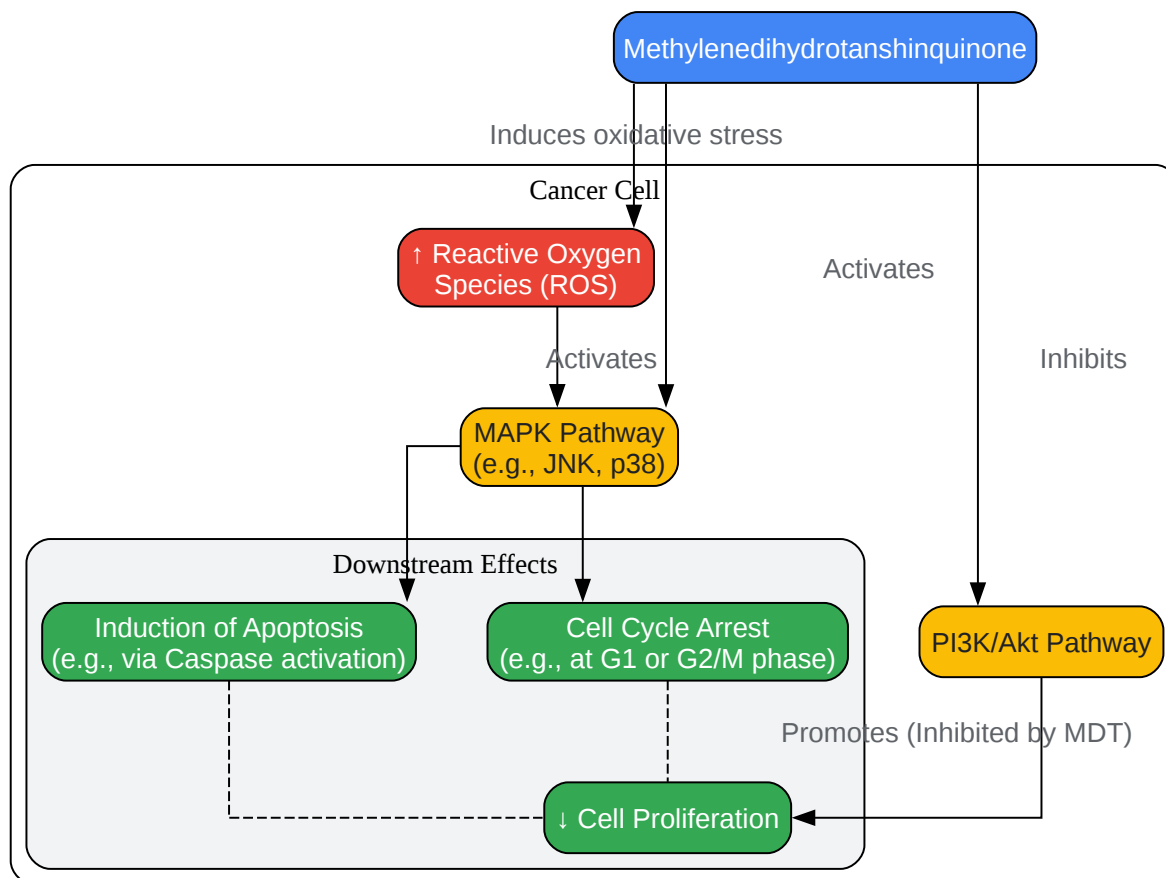 Methylenedihydrotanshinquinone
Induces oxidative stress
Cancer Cell
↑ Reactive Oxygen
Species (ROS)
Activates
Activates
Inhibits
MAPK Pathway
(e.g., JNK, p38)
Downstream Effects
Induction of Apoptosis
(e.g., via Caspase activation)
Cell Cycle Arrest
(e.g., at G1 or G2/M phase)
PI3K/Akt Pathway
Promotes (Inhibited by MDT)
↓ Cell Proliferation